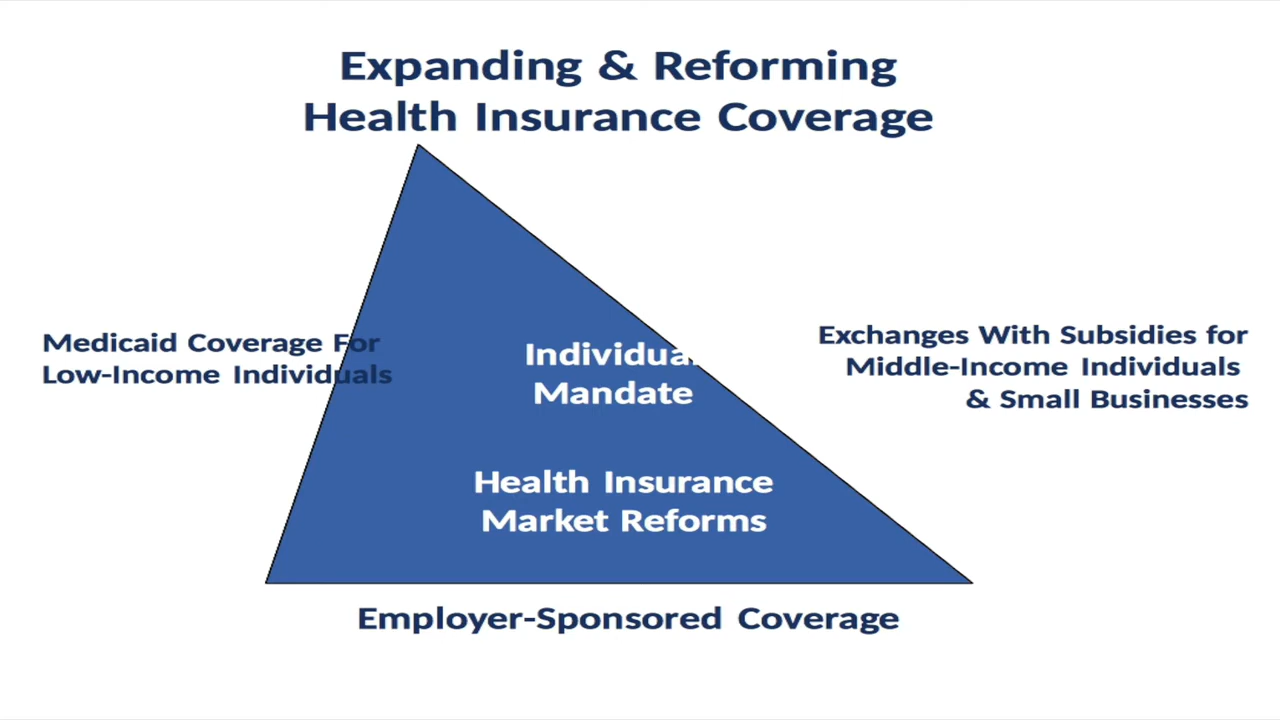 Expanding & Reforming
Health Insurance Coverage
Medicaid Coverage For
Low-Income Individuals
Individual
Mandate
Exchanges With Subsidies for
Middle-Income Individuals
& Small Businesses
Health Insurance
Market Reforms
Employer-Sponsored Coverage